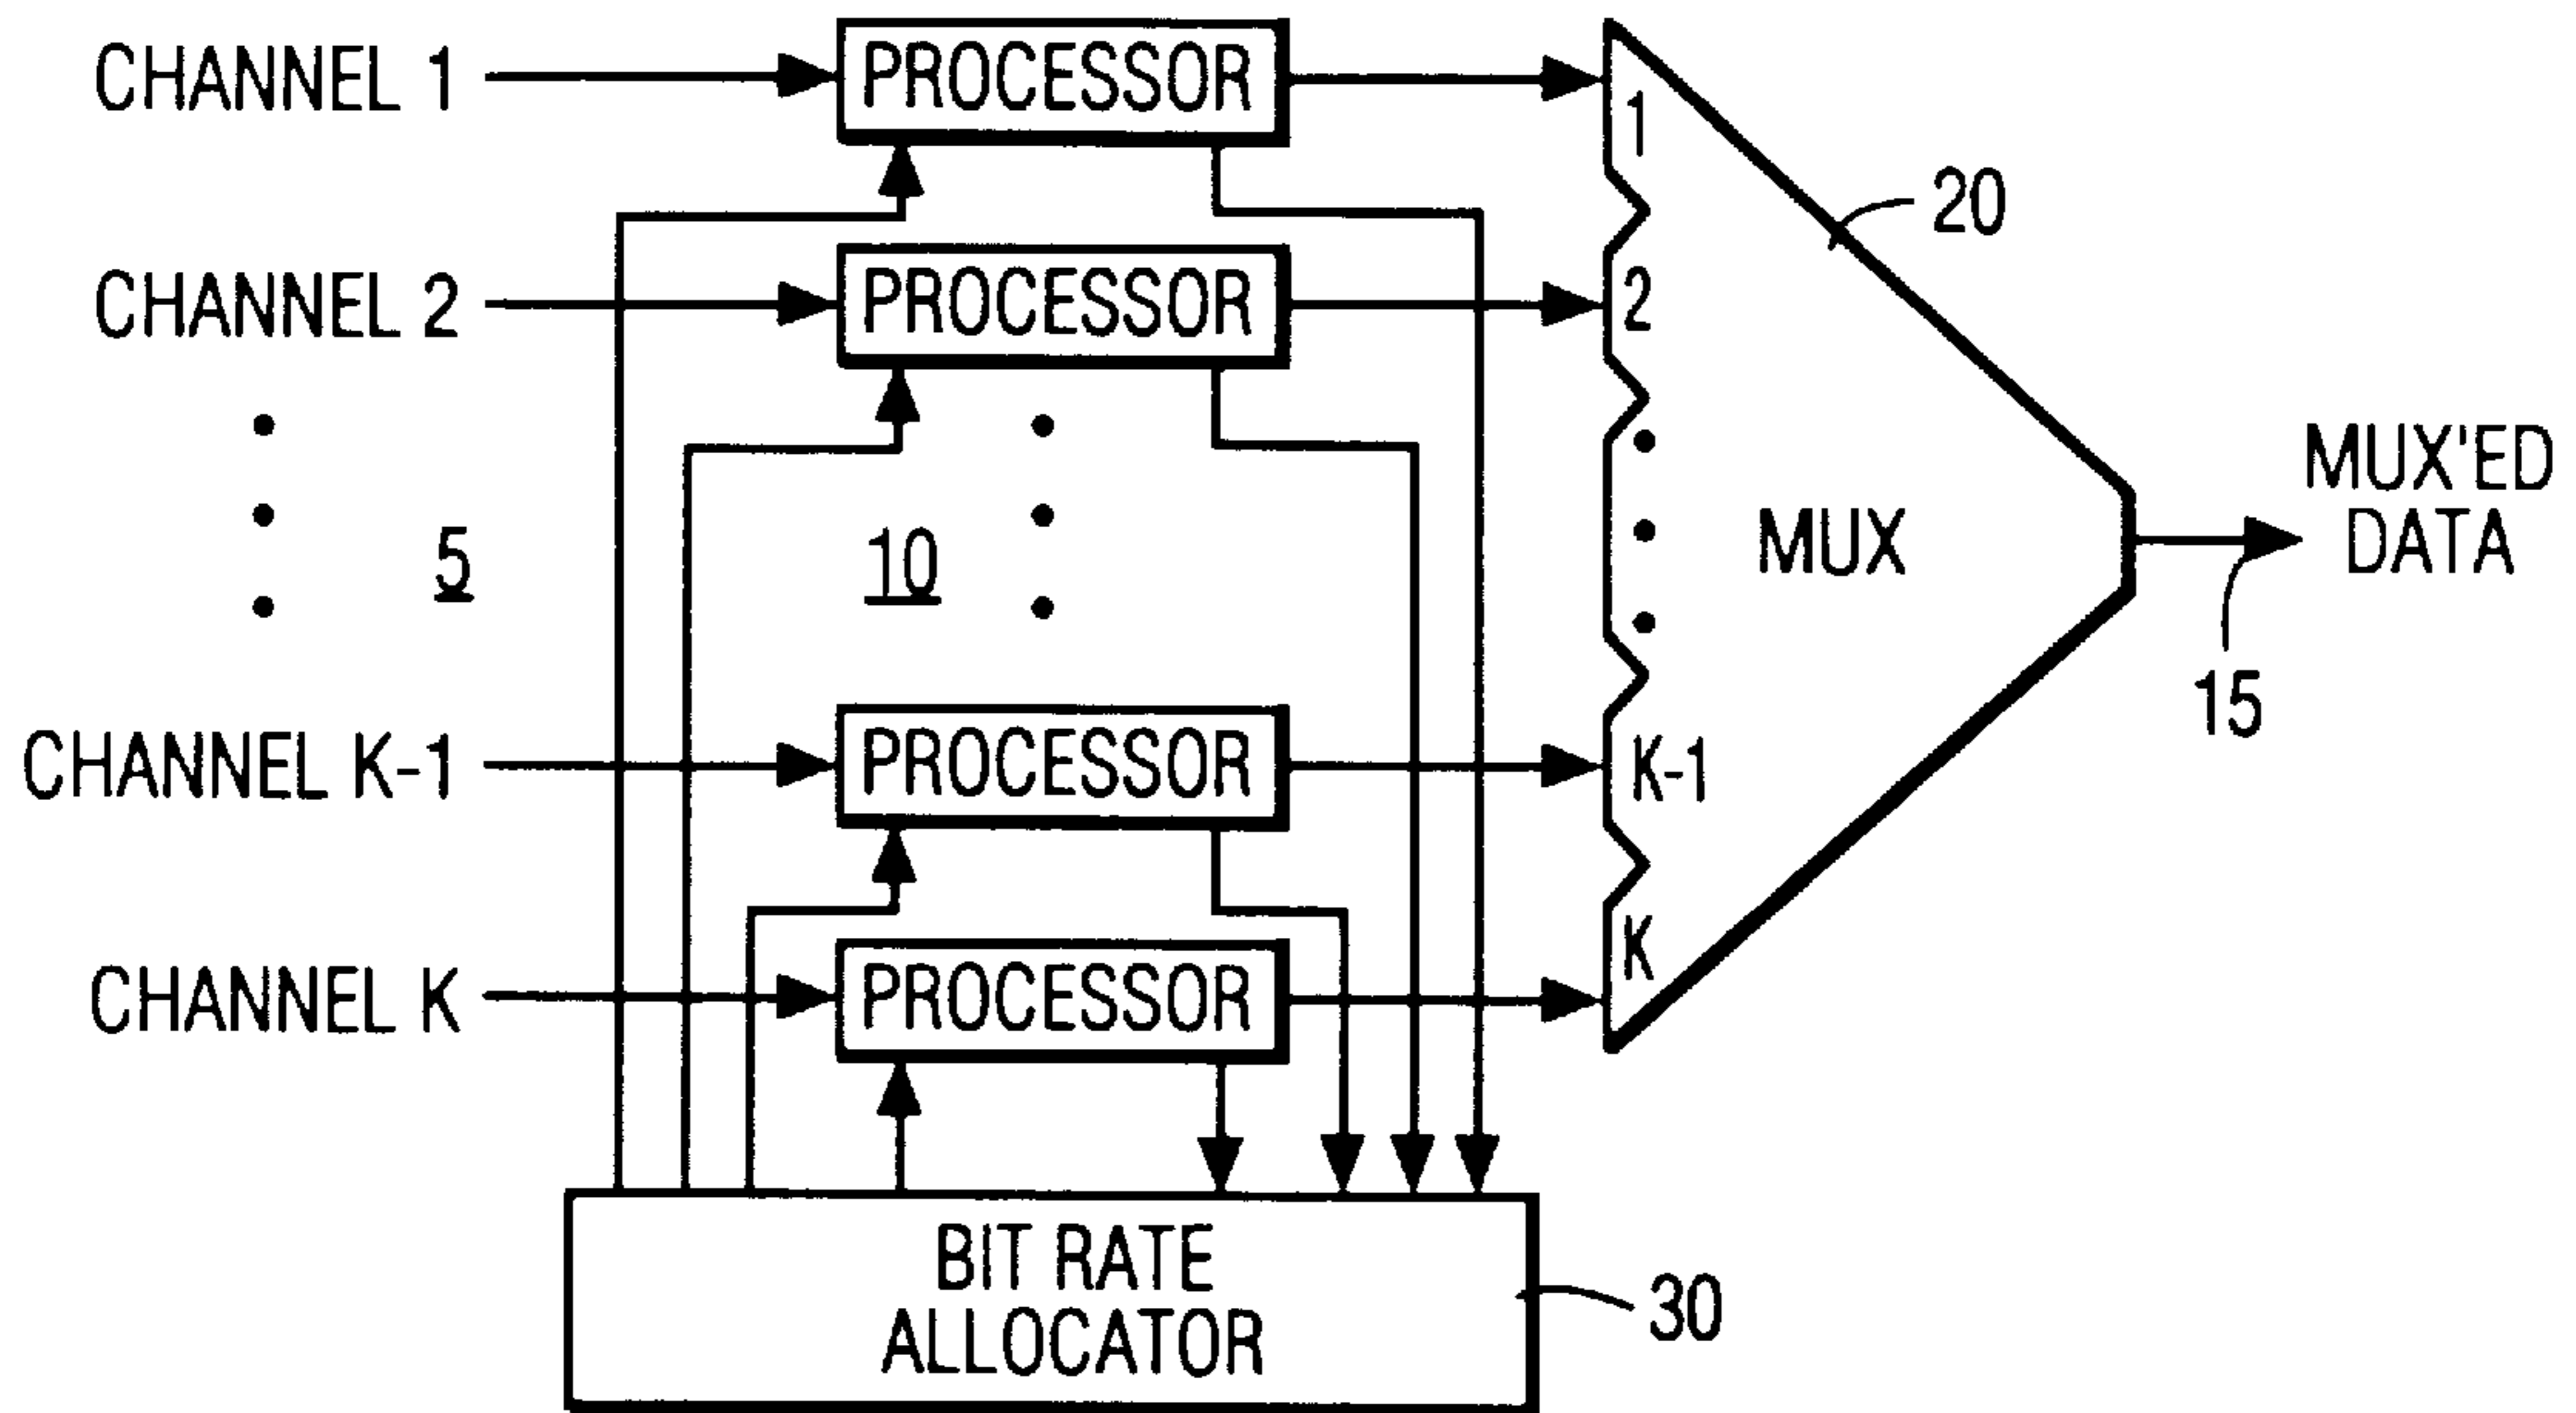 CHANNEL 1
PROCESSOR
1
20
CHANNEL 2
PROCESSOR
2
5
10
MUX
MUX'ED
DATA
15
CHANNEL K-1
PROCESSOR
K-1
CHANNEL K
PROCESSOR
K
BIT RATE
ALLOCATOR
30